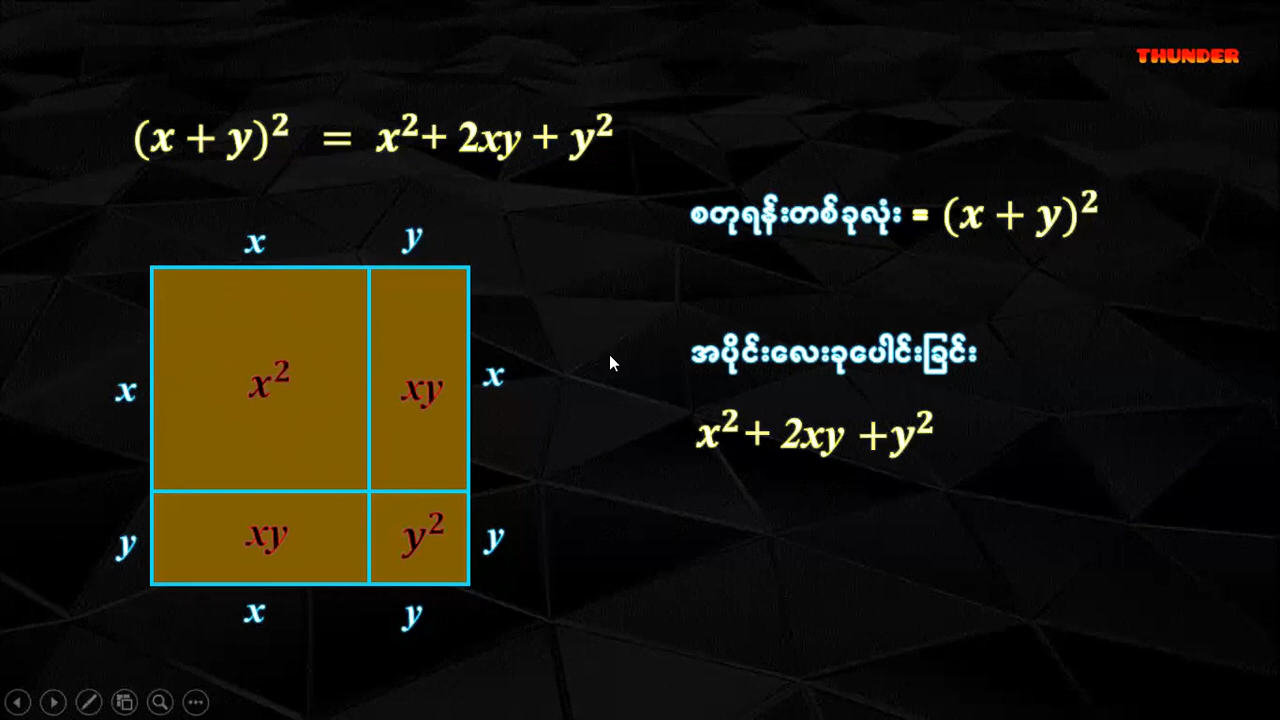 THUNDER
(x + y)² = x² + 2xy + y²
စတုရန်းတစ်ခုလုံး = (x + y)²
x y
x² xy
x x
အပိုင်းလေးခုပေါင်းခြင်း
x² + 2xy + y²
xy y²
y y
x y